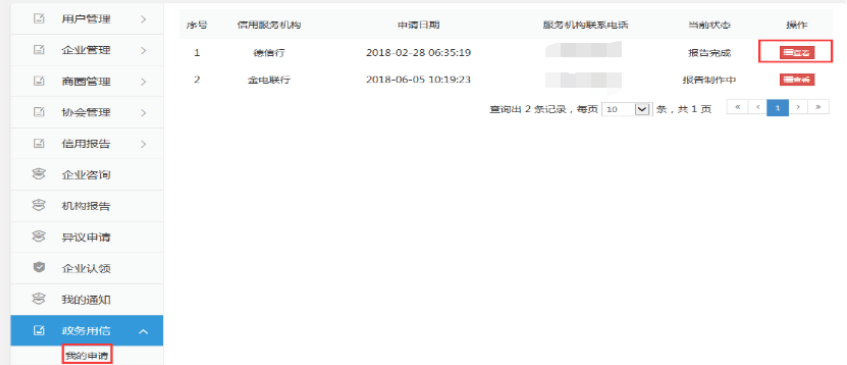 用户管理
企业管理
商圈管理
协会管理
信用报告
企业咨询
机构报告
异议申请
企业认领
我的通知
政务用信
我的申请
序号 信用服务机构 申请日期 服务机构联系电话 当前状态 操作
1 德信行 2018-02-28 06:35:19 报告完成 查看
2 金电联行 2018-06-05 10:19:23 报告制作中 查看
查询出 2 条记录，每页 10 条，共 1 页 « ‹ 1 › »